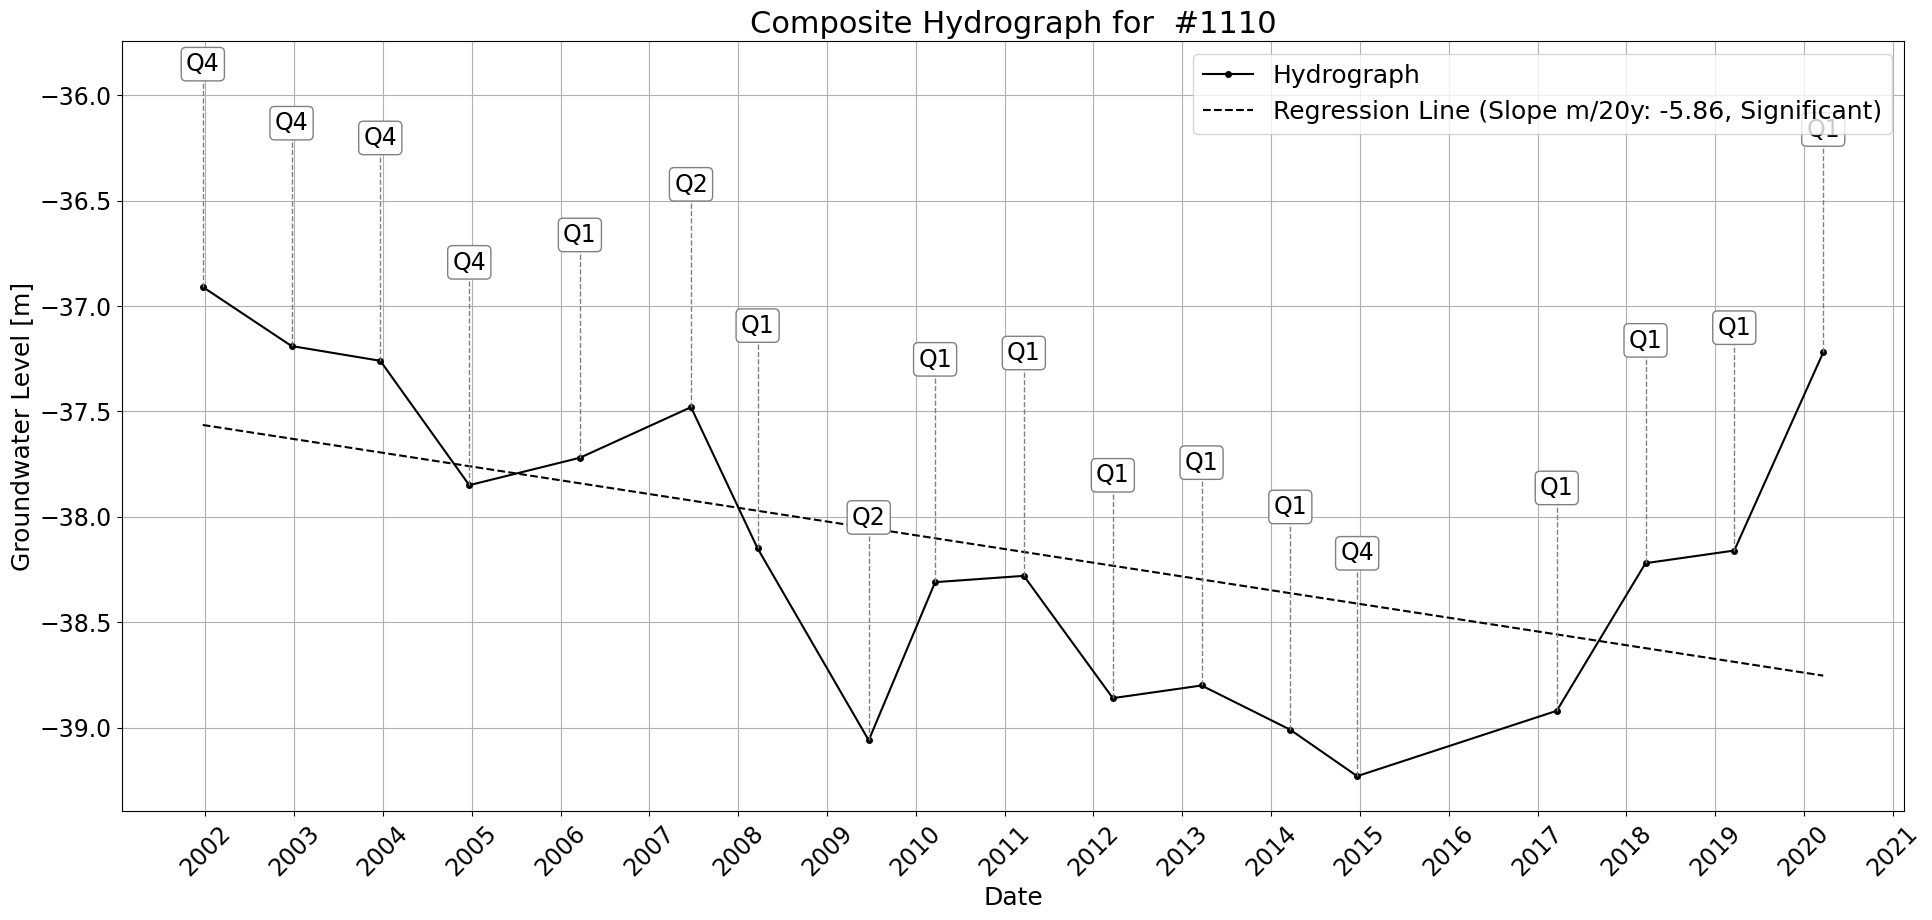 Composite Hydrograph for #1110
Hydrograph
Regression Line (Slope m/20y: -5.86, Significant)
Q4
Q4
Q4
Q4
Q1
Q2
Q1
Q2
Q1
Q1
Q1
Q1
Q1
Q4
Q1
Q1
Q1
Q1
Groundwater Level [m]
−36.0
−36.5
−37.0
−37.5
−38.0
−38.5
−39.0
2002
2003
2004
2005
2006
2007
2008
2009
2010
2011
2012
2013
2014
2015
2016
2017
2018
2019
2020
2021
Date